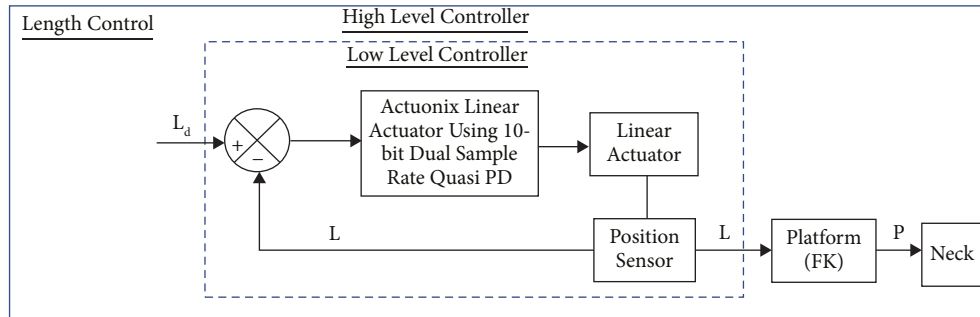 High Level Controller
Length Control
Low Level Controller
Actuonix Linear
Actuator Using 10-
bit Dual Sample
Rate Quasi PD
Linear
Actuator
L_d
+
−
L
Position
Sensor
L
Platform
(FK)
P
Neck